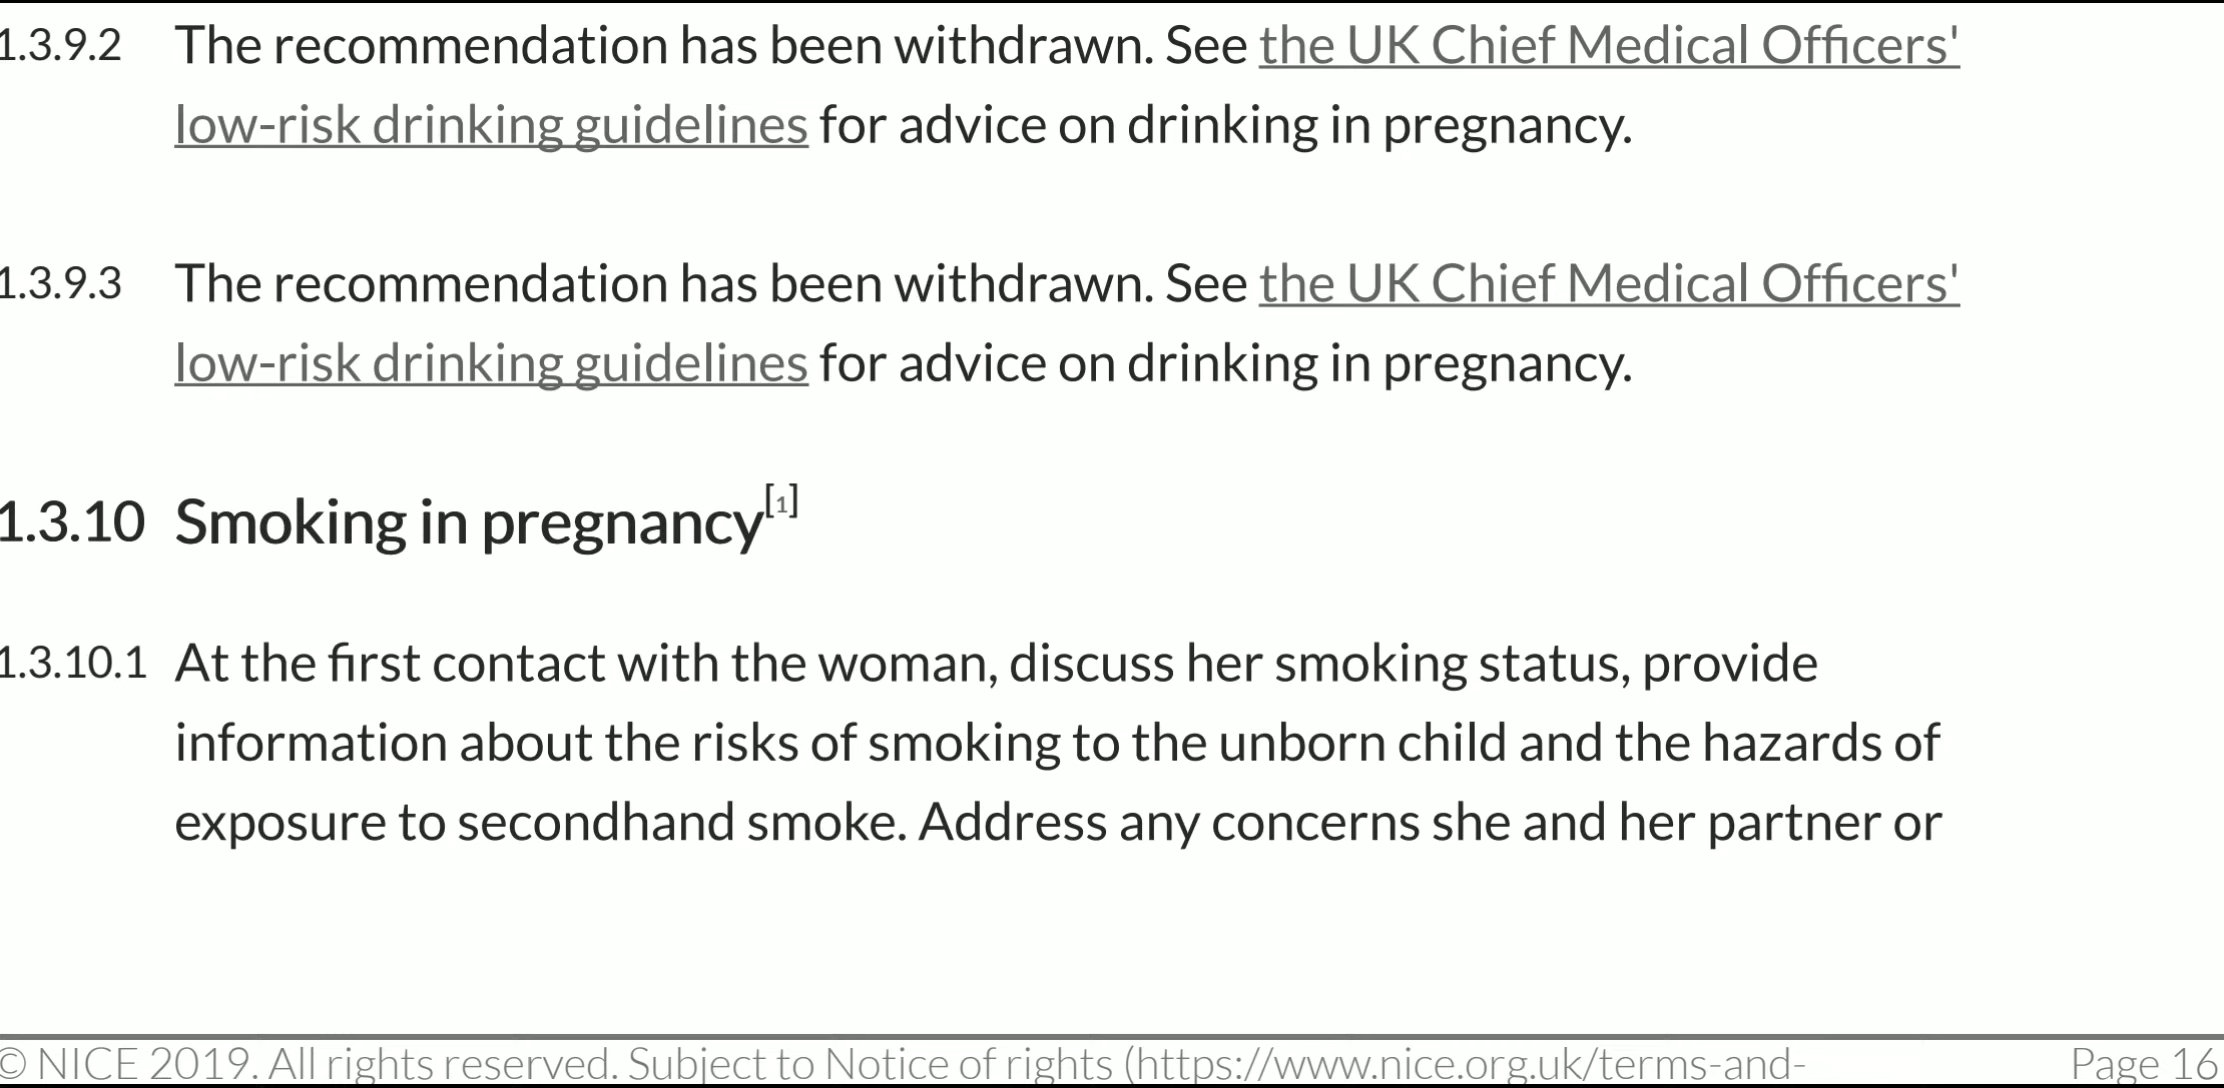 1.3.9.2 The recommendation has been withdrawn. See the UK Chief Medical Officers'
low-risk drinking guidelines for advice on drinking in pregnancy.
1.3.9.3 The recommendation has been withdrawn. See the UK Chief Medical Officers'
low-risk drinking guidelines for advice on drinking in pregnancy.
1.3.10 Smoking in pregnancy[1]
1.3.10.1 At the first contact with the woman, discuss her smoking status, provide
information about the risks of smoking to the unborn child and the hazards of
exposure to secondhand smoke. Address any concerns she and her partner or
© NICE 2019. All rights reserved. Subject to Notice of rights (https://www.nice.org.uk/terms-and- Page 16